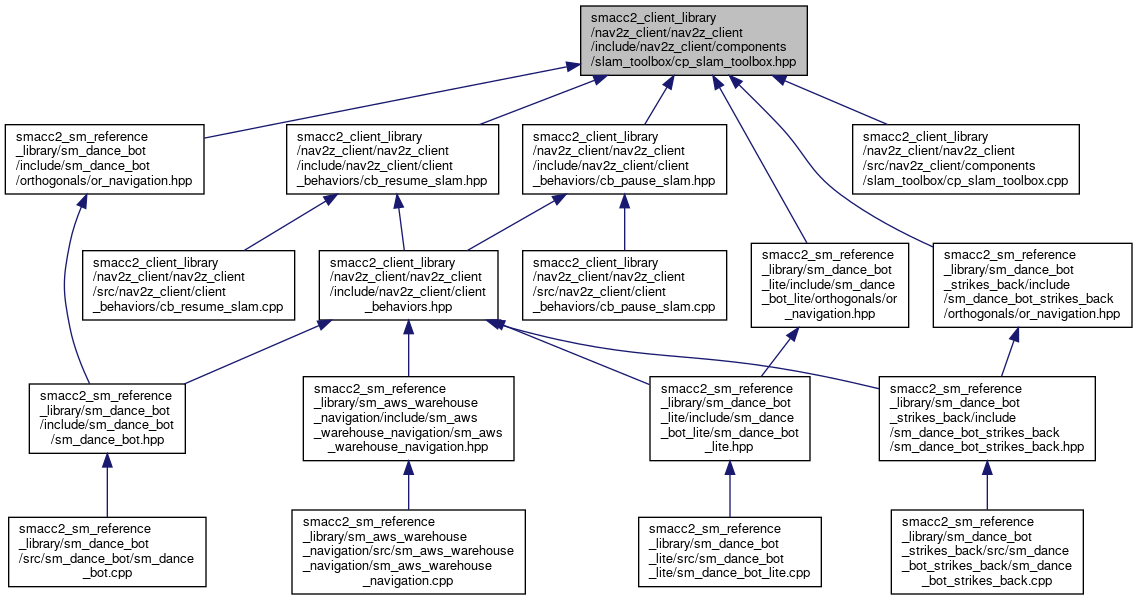 smacc2_client_library
/nav2z_client/nav2z_client
/include/nav2z_client/components
/slam_toolbox/cp_slam_toolbox.hpp
smacc2_sm_reference
_library/sm_dance_bot
/include/sm_dance_bot
/orthogonals/or_navigation.hpp
smacc2_client_library
/nav2z_client/nav2z_client
/include/nav2z_client/client
_behaviors/cb_resume_slam.hpp
smacc2_client_library
/nav2z_client/nav2z_client
/include/nav2z_client/client
_behaviors/cb_pause_slam.hpp
smacc2_client_library
/nav2z_client/nav2z_client
/src/nav2z_client/components
/slam_toolbox/cp_slam_toolbox.cpp
smacc2_client_library
/nav2z_client/nav2z_client
/src/nav2z_client/client
_behaviors/cb_resume_slam.cpp
smacc2_client_library
/nav2z_client/nav2z_client
/include/nav2z_client/client
_behaviors.hpp
smacc2_client_library
/nav2z_client/nav2z_client
/src/nav2z_client/client
_behaviors/cb_pause_slam.cpp
smacc2_sm_reference
_library/sm_dance_bot
_lite/include/sm_dance
_bot_lite/orthogonals/or
_navigation.hpp
smacc2_sm_reference
_library/sm_dance_bot
_strikes_back/include
/sm_dance_bot_strikes_back
/orthogonals/or_navigation.hpp
smacc2_sm_reference
_library/sm_dance_bot
/include/sm_dance_bot
/sm_dance_bot.hpp
smacc2_sm_reference
_library/sm_aws_warehouse
_navigation/include/sm_aws
_warehouse_navigation/sm_aws
_warehouse_navigation.hpp
smacc2_sm_reference
_library/sm_dance_bot
_lite/include/sm_dance
_bot_lite/sm_dance_bot
_lite.hpp
smacc2_sm_reference
_library/sm_dance_bot
_strikes_back/include
/sm_dance_bot_strikes_back
/sm_dance_bot_strikes_back.hpp
smacc2_sm_reference
_library/sm_dance_bot
/src/sm_dance_bot/sm_dance
_bot.cpp
smacc2_sm_reference
_library/sm_aws_warehouse
_navigation/src/sm_aws_warehouse
_navigation/sm_aws_warehouse
_navigation.cpp
smacc2_sm_reference
_library/sm_dance_bot
_lite/src/sm_dance_bot
_lite/sm_dance_bot_lite.cpp
smacc2_sm_reference
_library/sm_dance_bot
_strikes_back/src/sm_dance
_bot_strikes_back/sm_dance
_bot_strikes_back.cpp